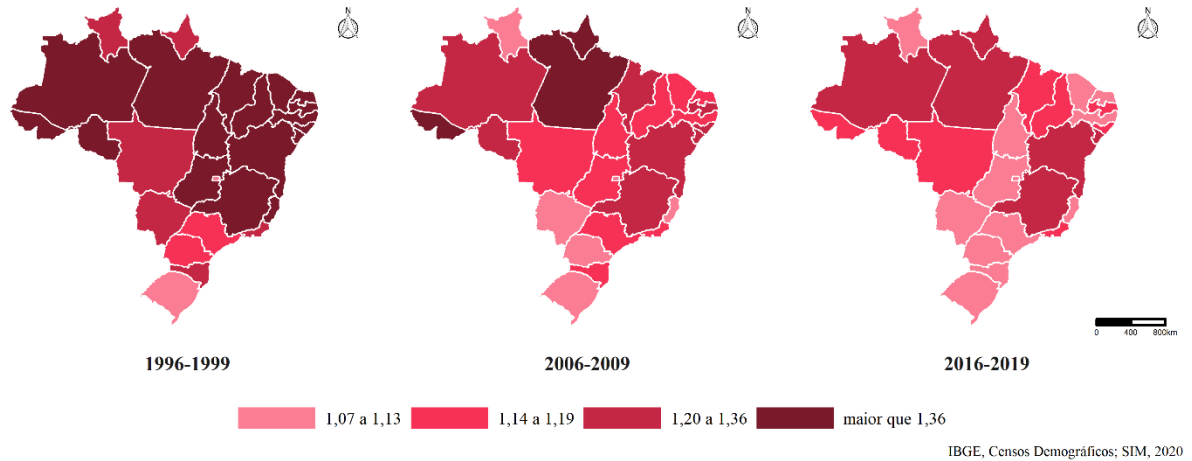 N
N
N
0 400 800km
1996-1999
2006-2009
2016-2019
1,07 a 1,13
1,14 a 1,19
1,20 a 1,36
maior que 1,36
IBGE, Censos Demográficos; SIM, 2020